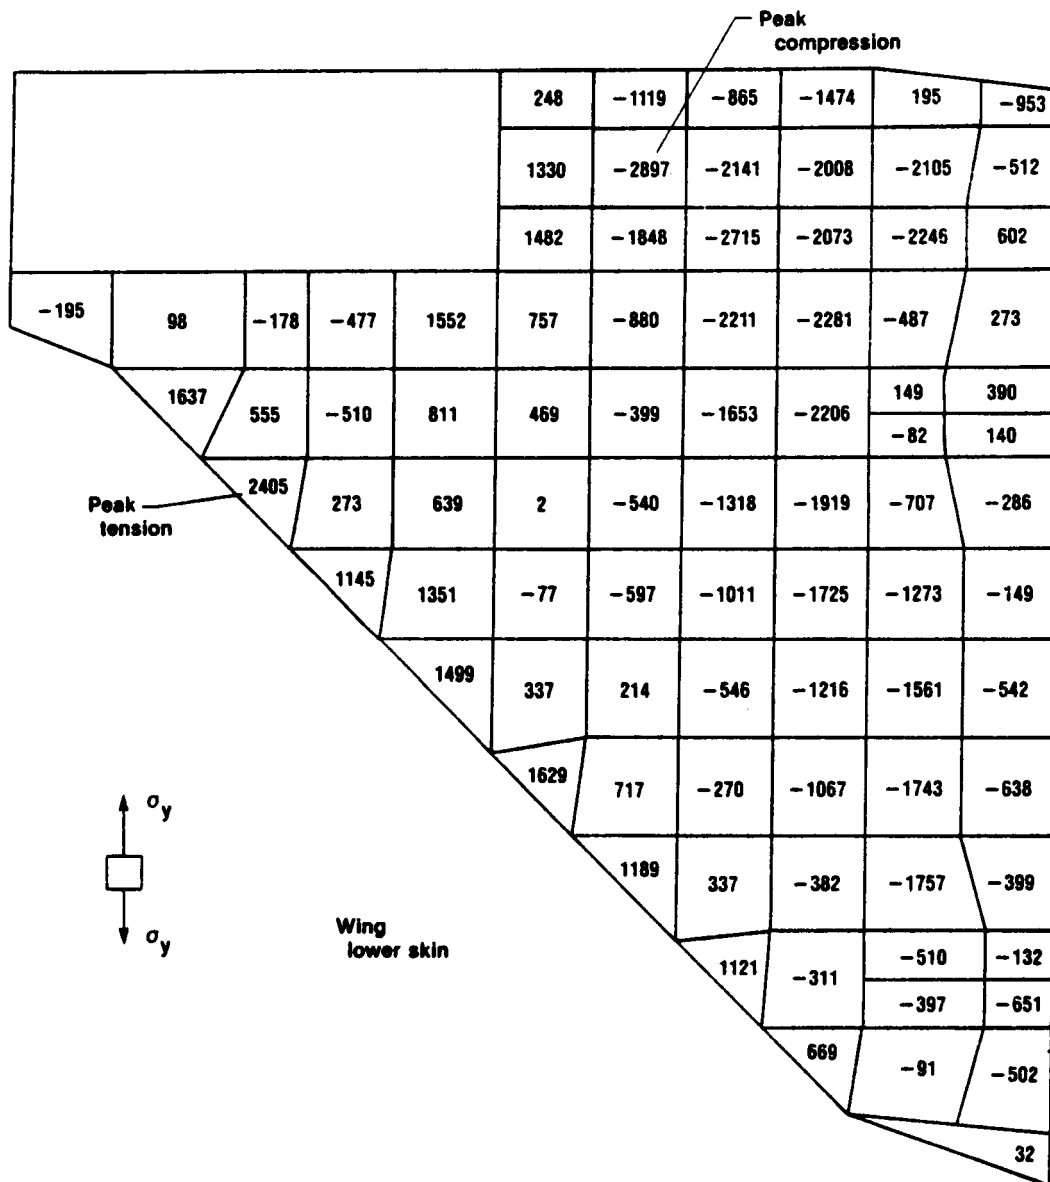 Peak
compression
248 −1119 −865 −1474 195 −953
1330 −2897 −2141 −2008 −2105 −512
1482 −1848 −2715 −2073 −2246 602
−195 98 −178 −477 1552 757 −880 −2211 −2281 −487 273
1637 555 −510 811 469 −399 −1653 −2206 149 390
−82 140
Peak
tension
2405 273 639 2 −540 −1318 −1919 −707 −286
1145 1351 −77 −597 −1011 −1725 −1273 −149
1499 337 214 −546 −1216 −1561 −542
1629 717 −270 −1067 −1743 −638
σy
1189 337 −382 −1757 −399
σy
Wing
lower skin
1121 −311 −510 −132
−397 −651
669 −91 −502
32